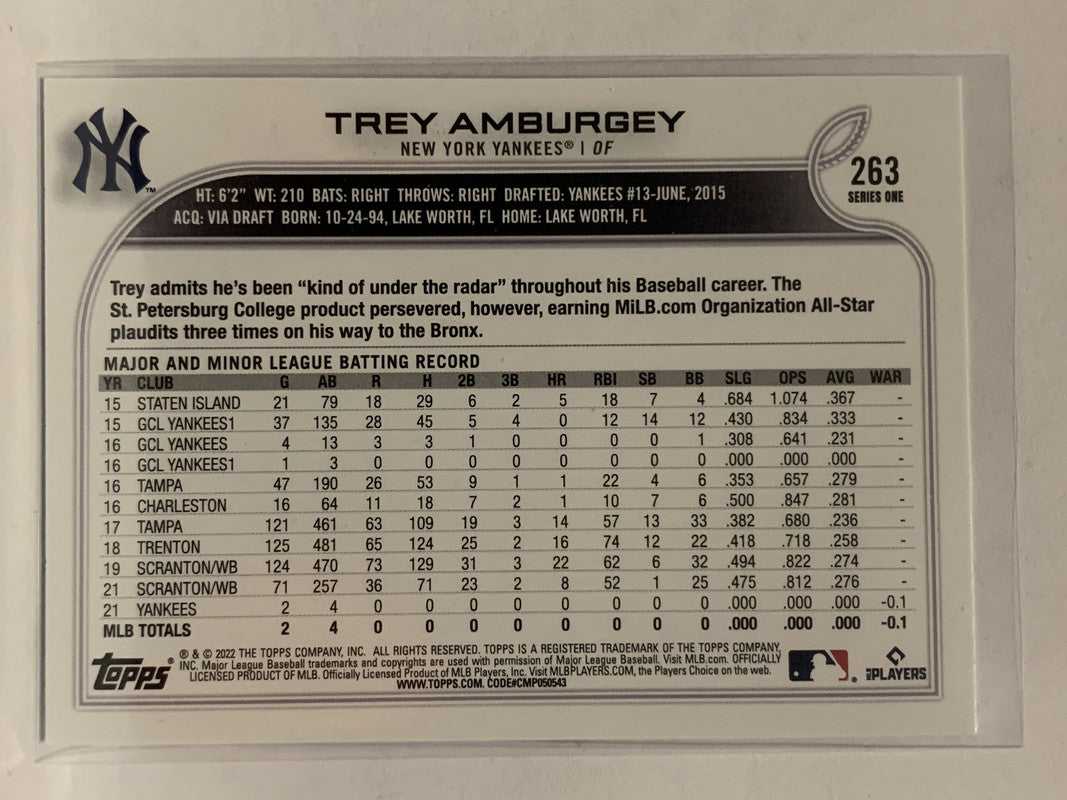 NY
TM
TREY AMBURGEY
NEW YORK YANKEES® | OF
263
SERIES ONE
HT: 6'2" WT: 210 BATS: RIGHT THROWS: RIGHT DRAFTED: YANKEES #13-JUNE, 2015
ACQ: VIA DRAFT BORN: 10-24-94, LAKE WORTH, FL HOME: LAKE WORTH, FL
Trey admits he's been “kind of under the radar” throughout his Baseball career. The
St. Petersburg College product persevered, however, earning MiLB.com Organization All-Star
plaudits three times on his way to the Bronx.
MAJOR AND MINOR LEAGUE BATTING RECORD
YR CLUB G AB R H 2B 3B HR RBI SB BB SLG OPS AVG WAR
15 STATEN ISLAND 21 79 18 29 6 2 5 18 7 4 .684 1.074 .367 -
15 GCL YANKEES1 37 135 28 45 5 4 0 12 14 12 .430 .834 .333 -
16 GCL YANKEES 4 13 3 3 1 0 0 0 0 1 .308 .641 .231 -
16 GCL YANKEES1 1 3 0 0 0 0 0 0 0 0 .000 .000 .000 -
16 TAMPA 47 190 26 53 9 1 1 22 4 6 .353 .657 .279 -
16 CHARLESTON 16 64 11 18 7 2 1 10 7 6 .500 .847 .281 -
17 TAMPA 121 461 63 109 19 3 14 57 13 33 .382 .680 .236 -
18 TRENTON 125 481 65 124 25 2 16 74 12 22 .418 .718 .258 -
19 SCRANTON/WB 124 470 73 129 31 3 22 62 6 32 .494 .822 .274 -
21 SCRANTON/WB 71 257 36 71 23 2 8 52 1 25 .475 .812 .276 -
21 YANKEES 2 4 0 0 0 0 0 0 0 0 .000 .000 .000 -0.1
MLB TOTALS 2 4 0 0 0 0 0 0 0 0 .000 .000 .000 -0.1
topps®
® & © 2022 THE TOPPS COMPANY, INC. ALL RIGHTS RESERVED. TOPPS IS A REGISTERED TRADEMARK OF THE TOPPS COMPANY,
INC. Major League Baseball trademarks and copyrights are used with permission of Major League Baseball. Visit MLB.com. OFFICIALLY
LICENSED PRODUCT OF MLB. Officially Licensed Product of MLB Players, Inc. Visit MLBPLAYERS.COM, the Players Choice on the web.
WWW.TOPPS.COM. CODE#CMP050543
MLB PLAYERS